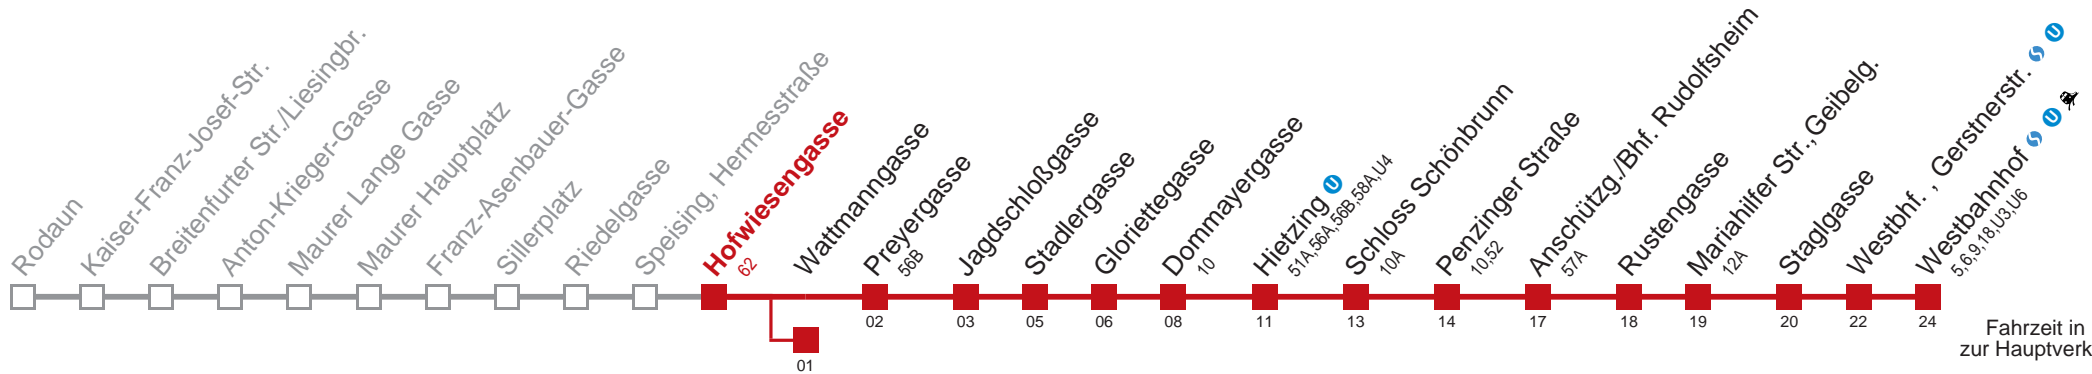 Rodaun
Kaiser-Franz-Josef-Str.
Breitenfurter Str./Liesingbr.
Anton-Krieger-Gasse
Maurer Lange Gasse
Maurer Hauptplatz
Franz-Asenbauer-Gasse
Sillerplatz
Riedelgasse
Speising, Hermesstraße
Hofwiesengasse
62
Wattmanngasse
Preyergasse
56B
Jagdschloßgasse
Stadlergasse
Gloriettegasse
Dommayergasse
10
Hietzing U
51A,56A,56B,58A,U4
Schloss Schönbrunn
10A
Penzinger Straße
10,52
Anschützg./Bhf. Rudolfsheim
57A
Rustengasse
Mariahilfer Str., Geibelg.
12A
Staglgasse
Westbhf. , Gerstnerstr. S U
Westbahnhof S U
5,6,9,18,U3,U6
02 03 05 06 08 11 13 14 17 18 19 20 22 24
01
Fahrzeit in
zur Hauptverk